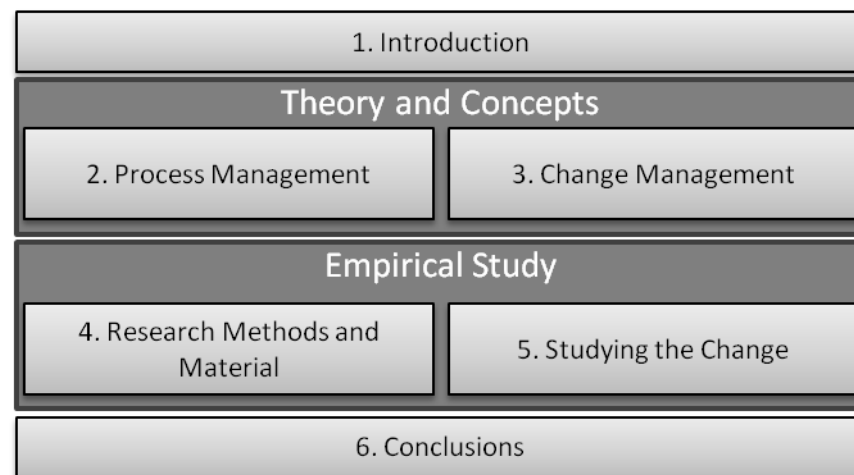 1. Introduction
Theory and Concepts
2. Process Management
3. Change Management
Empirical Study
4. Research Methods and
Material
5. Studying the Change
6. Conclusions